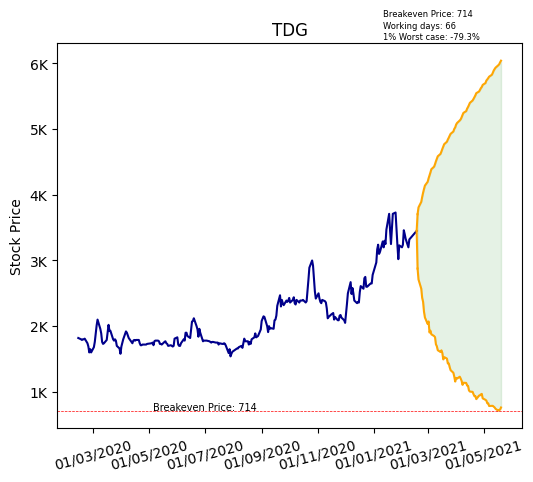 Breakeven Price: 714
Working days: 66
1% Worst case: -79.3%
TDG
6K
5K
4K
3K
2K
1K
Stock Price
Breakeven Price: 714
01/03/2020
01/05/2020
01/07/2020
01/09/2020
01/11/2020
01/01/2021
01/03/2021
01/05/2021